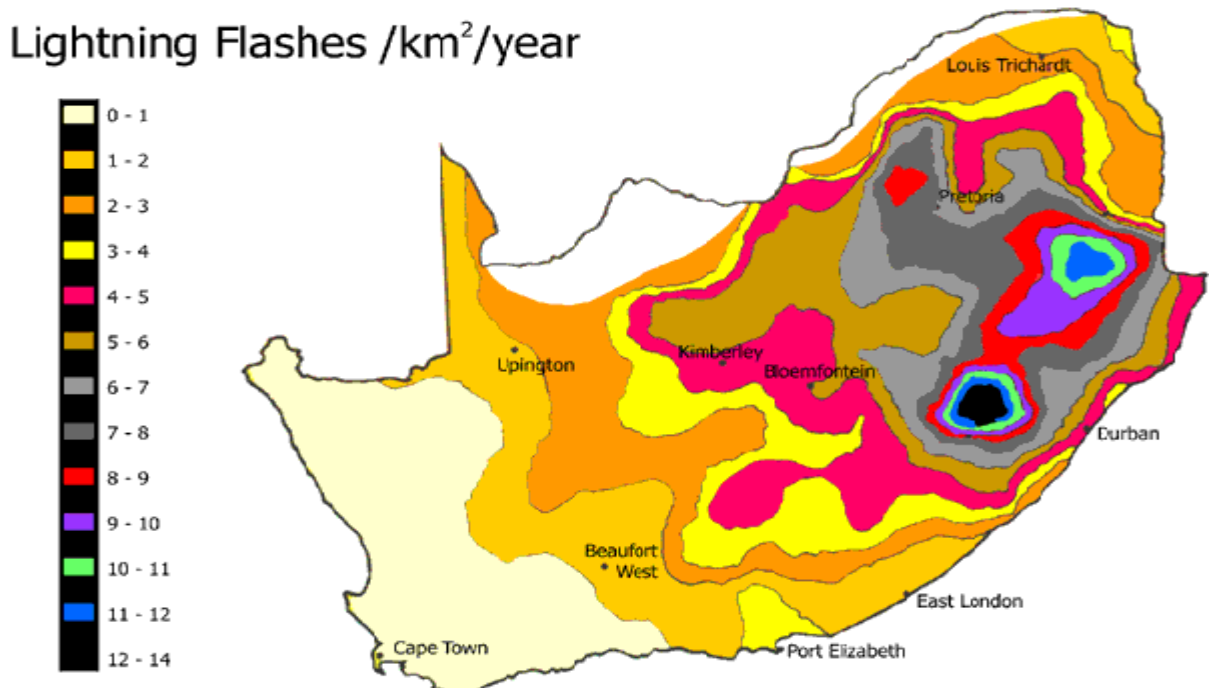 Lightning Flashes /km²/year
0 - 1
1 - 2
2 - 3
3 - 4
4 - 5
5 - 6
6 - 7
7 - 8
8 - 9
9 - 10
10 - 11
11 - 12
12 - 14
Louis Trichardt
Pretoria
Upington
Kimberley
Bloemfontein
Durban
Beaufort
West
East London
Cape Town
Port Elizabeth